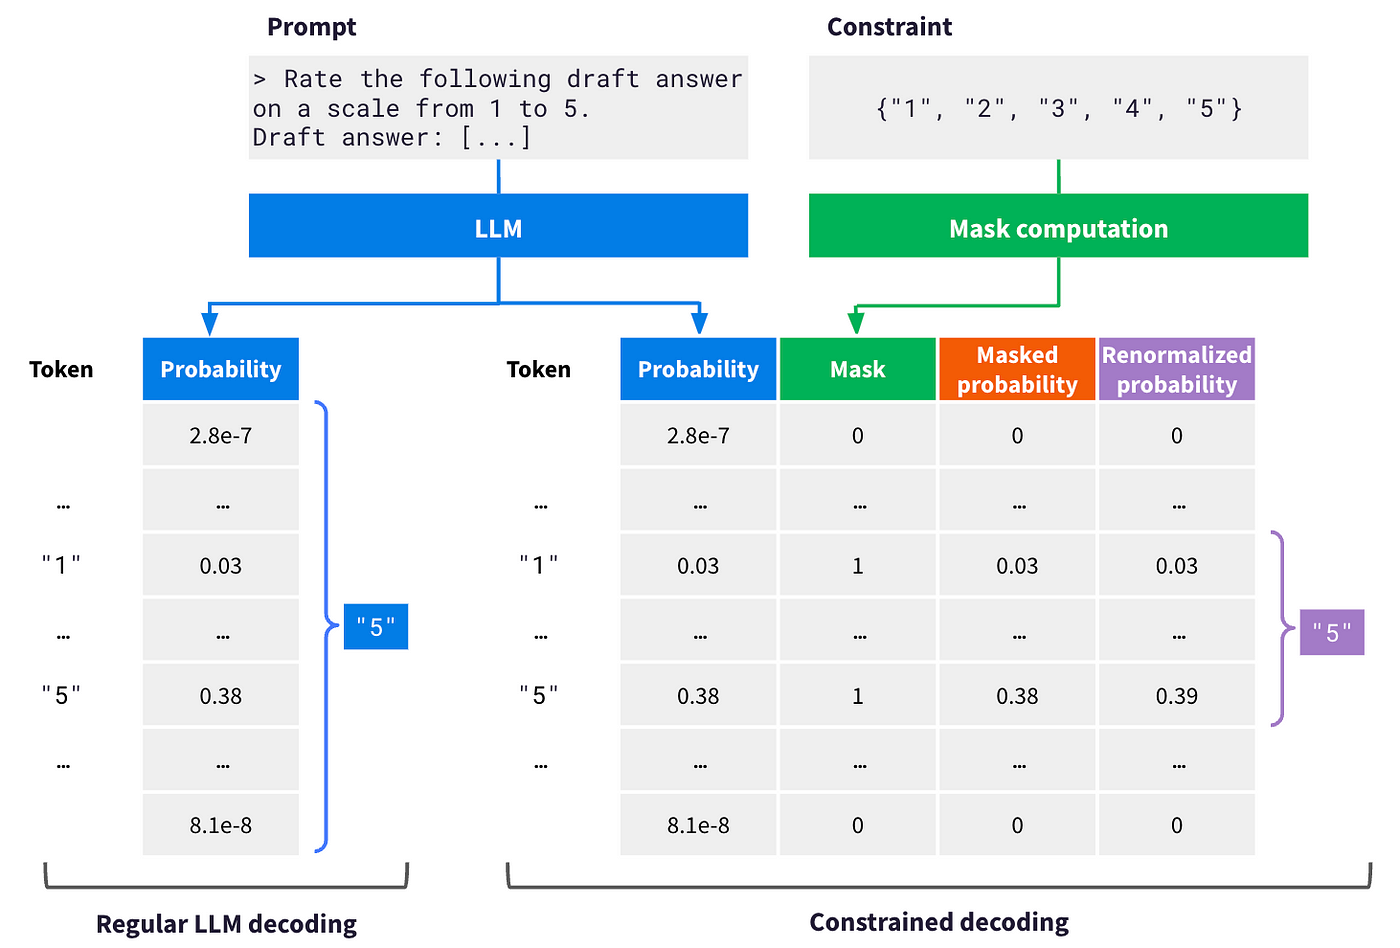 Prompt
Constraint
> Rate the following draft answer
on a scale from 1 to 5.
Draft answer: [...]
{"1", "2", "3", "4", "5"}
LLM
Mask computation
Token
Probability
2.8e-7
... ...
"1" 0.03
... ...
"5" 0.38
... ...
8.1e-8
"5"
Regular LLM decoding
Token Probability Mask Masked probability Renormalized probability
2.8e-7 0 0 0
... ... ... ... ...
"1" 0.03 1 0.03 0.03
... ... ... ... ...
"5" 0.38 1 0.38 0.39
... ... ... ... ...
8.1e-8 0 0 0
"5"
Constrained decoding